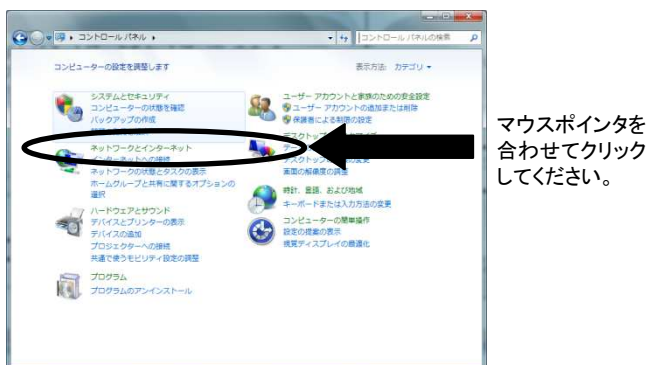 コントロール パネル
コントロール パネルの検索
コンピューターの設定を調整します
表示方法: カテゴリ
システムとセキュリティ
コンピューターの状態を確認
バックアップの作成
ネットワークとインターネット
インターネットへの接続
ネットワークの状態とタスクの表示
ホームグループと共有に関するオプションの
選択
ハードウェアとサウンド
デバイスとプリンターの表示
デバイスの追加
プロジェクターへの接続
共通で使うモビリティ設定の調整
プログラム
プログラムのアンインストール
ユーザー アカウントと家族のための安全設定
ユーザー アカウントの追加または削除
保護者による制限の設定
画面の解像度の調整
時計、言語、および地域
キーボードまたは入力方法の変更
コンピューターの簡単操作
設定の提案の表示
視覚ディスプレイの最適化
マウスポインタを
合わせてクリック
してください。